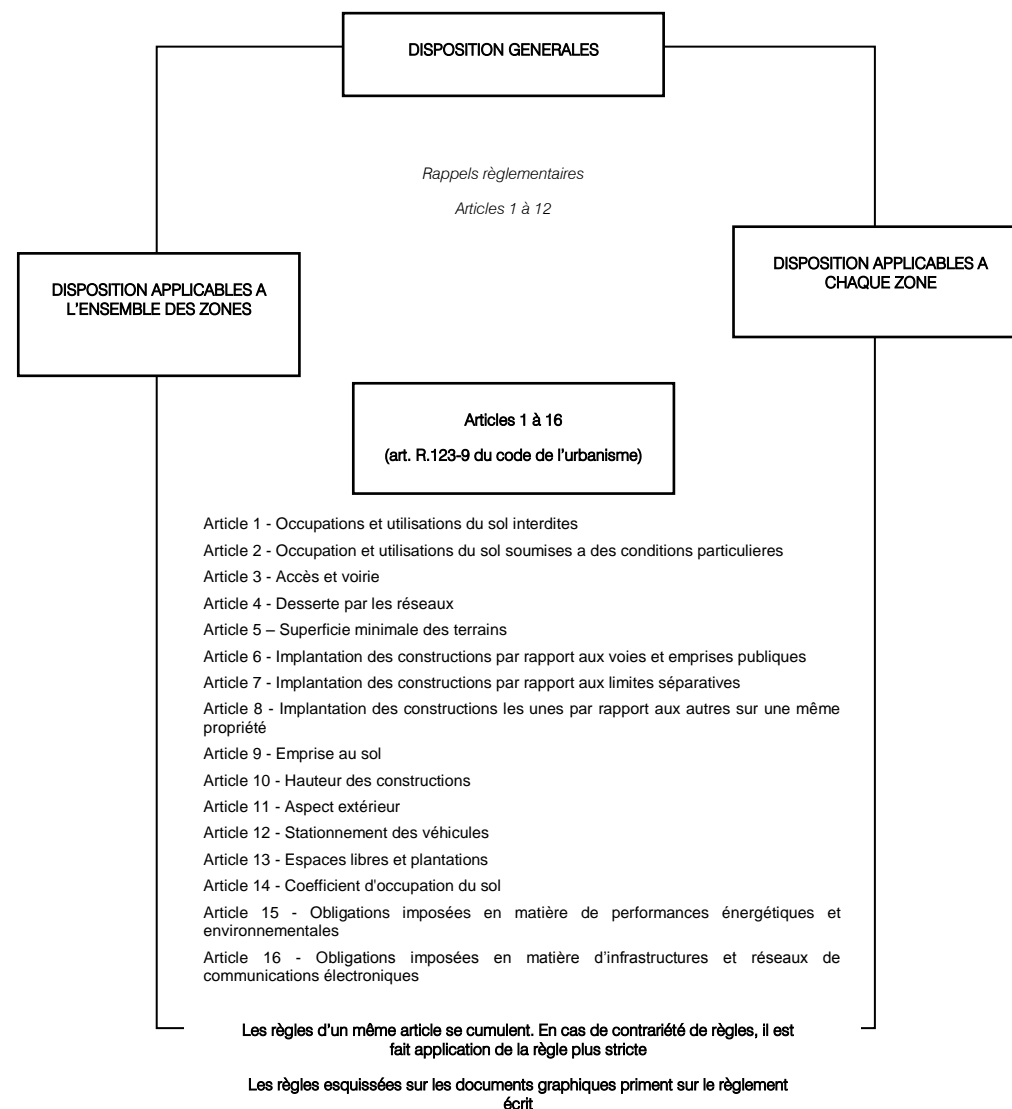 DISPOSITION GENERALES
Rappels règlementaires
Articles 1 à 12
DISPOSITION APPLICABLES A
L'ENSEMBLE DES ZONES
DISPOSITION APPLICABLES A
CHAQUE ZONE
Articles 1 à 16
(art. R.123-9 du code de l'urbanisme)
Article 1 - Occupations et utilisations du sol interdites
Article 2 - Occupation et utilisations du sol soumises a des conditions particulieres
Article 3 - Accès et voirie
Article 4 - Desserte par les réseaux
Article 5 – Superficie minimale des terrains
Article 6 - Implantation des constructions par rapport aux voies et emprises publiques
Article 7 - Implantation des constructions par rapport aux limites séparatives
Article 8 - Implantation des constructions les unes par rapport aux autres sur une même
propriété
Article 9 - Emprise au sol
Article 10 - Hauteur des constructions
Article 11 - Aspect extérieur
Article 12 - Stationnement des véhicules
Article 13 - Espaces libres et plantations
Article 14 - Coefficient d'occupation du sol
Article 15 - Obligations imposées en matière de performances énergétiques et
environnementales
Article 16 - Obligations imposées en matière d'infrastructures et réseaux de
communications électroniques
Les règles d'un même article se cumulent. En cas de contrariété de règles, il est
fait application de la règle plus stricte
Les règles esquissées sur les documents graphiques priment sur le règlement
écrit